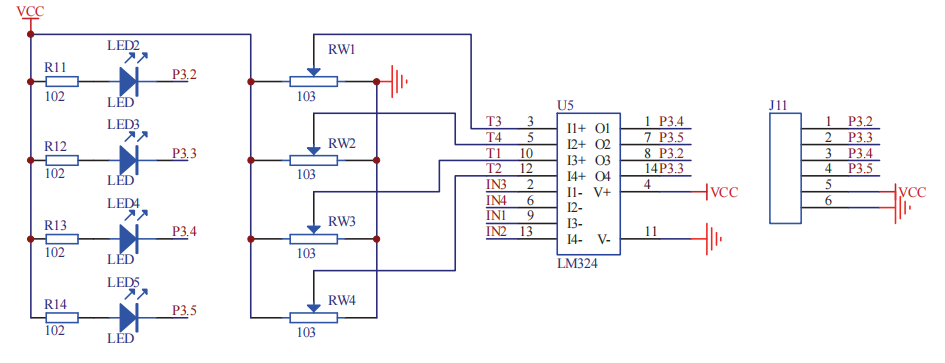 VCC
LED2
R11 P3.2
102 LED
LED3
R12 P3.3
102 LED
LED4
R13 P3.4
102 LED
LED5
R14 P3.5
102 LED
RW1
103
RW2
103
RW3
103
RW4
103
U5
T3 3 I1+ O1 1 P3.4
T4 5 I2+ O2 7 P3.5
T1 10 I3+ O3 8 P3.2
T2 12 I4+ O4 14 P3.3
IN3 2 I1- V+ 4 VCC
IN4 6 I2-
IN1 9 I3-
IN2 13 I4- V- 11
LM324
J11
1 P3.2
2 P3.3
3 P3.4
4 P3.5
5 VCC
6